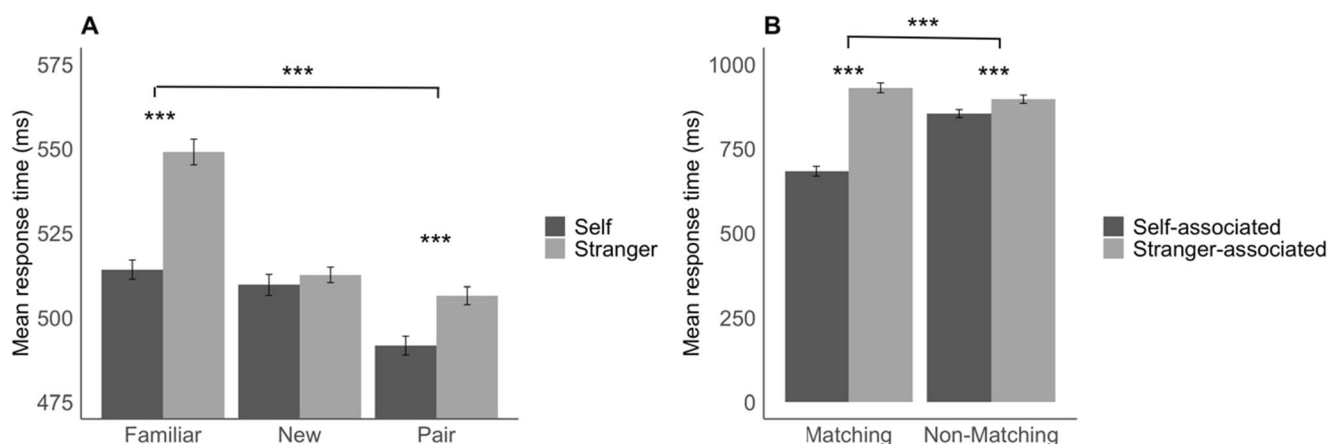 A
Mean response time (ms)
575
550
525
500
475
***
***
***
Familiar
New
Pair
Self
Stranger
B
Mean response time (ms)
1000
750
500
250
0
***
***
***
Matching
Non-Matching
Self-associated
Stranger-associated